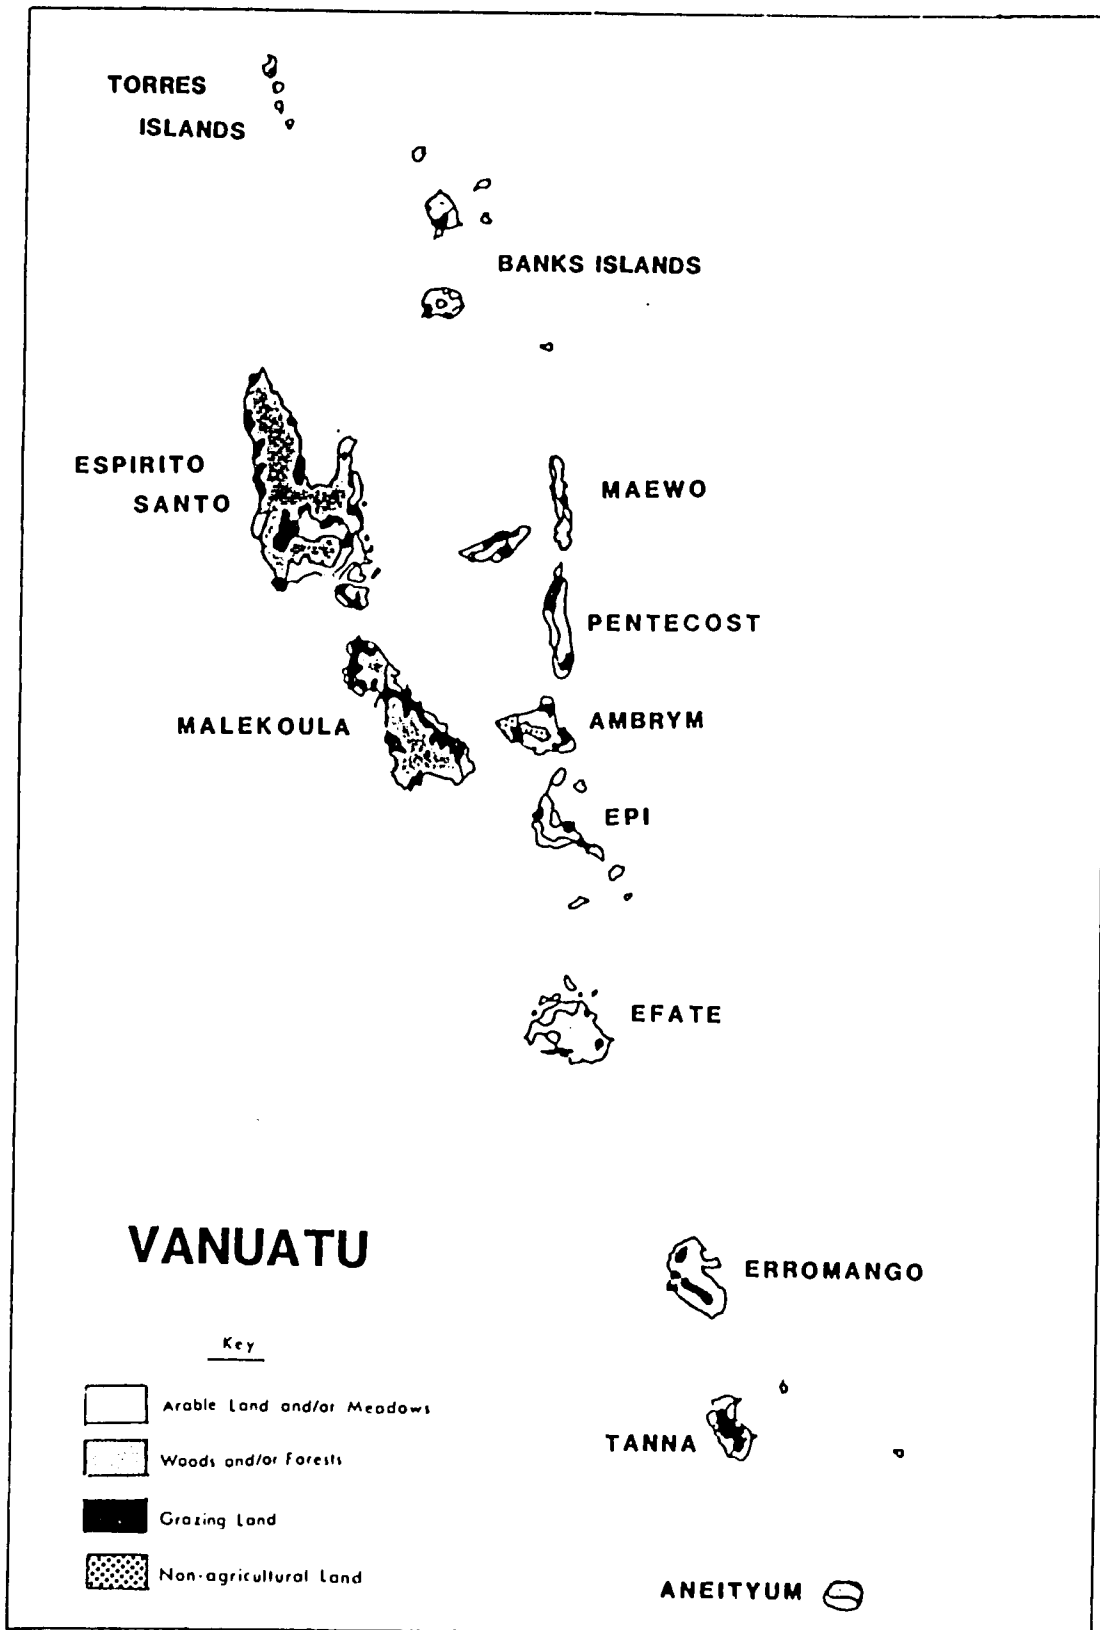 TORRES
ISLANDS
BANKS ISLANDS
ESPIRITO
SANTO
MAEWO
PENTECOST
MALEKOULA
AMBRYM
EPI
EFATE
VANUATU
ERROMANGO
Key
Arable Land and/or Meadows
Woods and/or Forests
TANNA
Grazing Land
Non-agricultural Land
ANEITYUM